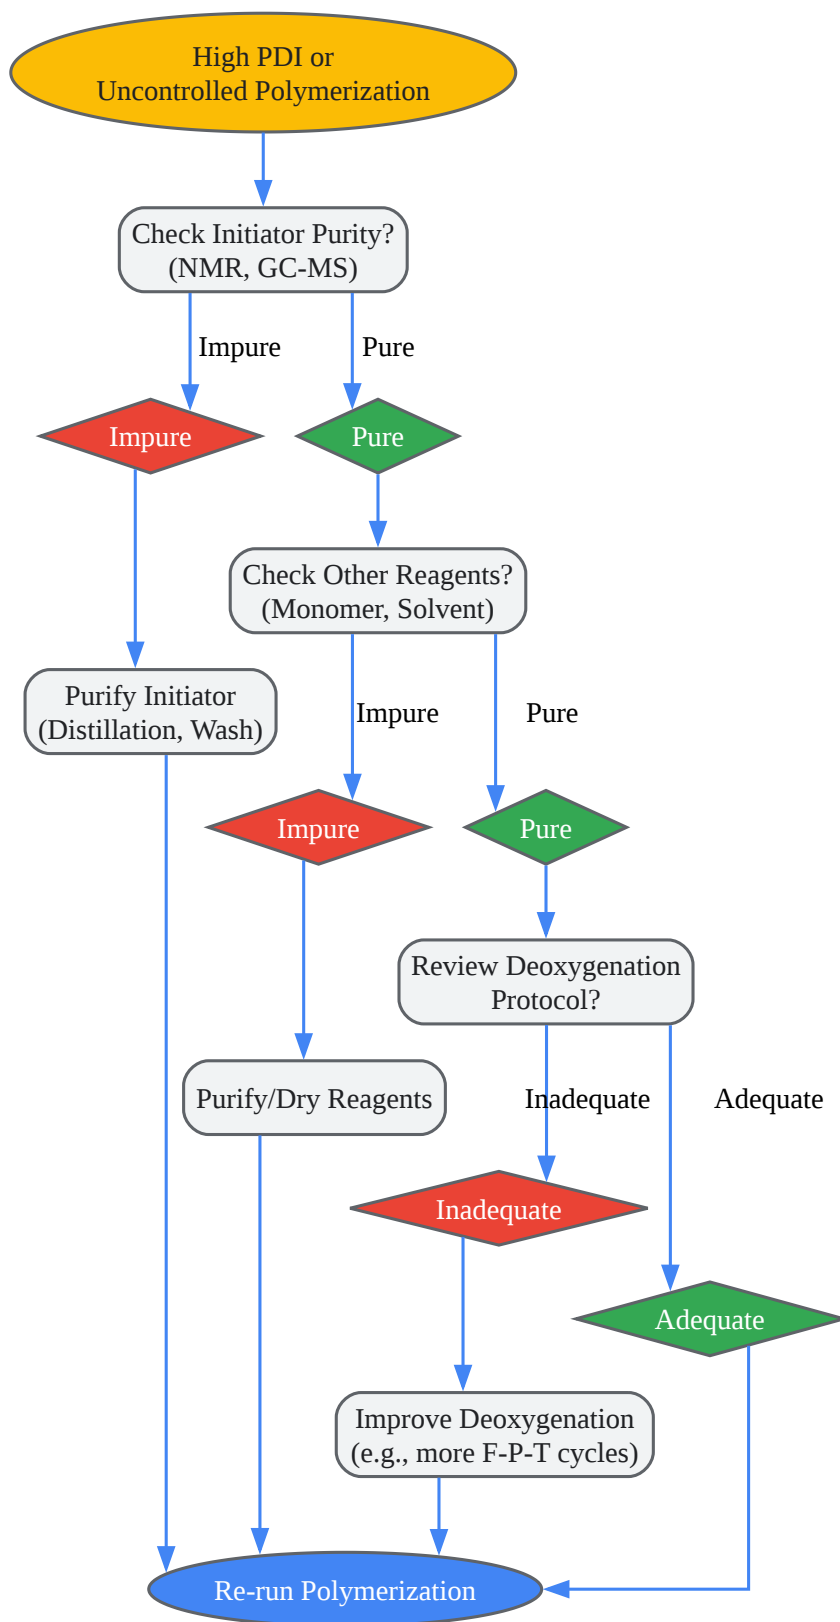 High PDI or
Uncontrolled Polymerization
Check Initiator Purity?
(NMR, GC-MS)
Impure
Pure
Impure
Pure
Check Other Reagents?
(Monomer, Solvent)
Purify Initiator
(Distillation, Wash)
Impure
Pure
Impure
Pure
Review Deoxygenation
Protocol?
Purify/Dry Reagents
Inadequate
Adequate
Inadequate
Adequate
Improve Deoxygenation
(e.g., more F-P-T cycles)
Re-run Polymerization